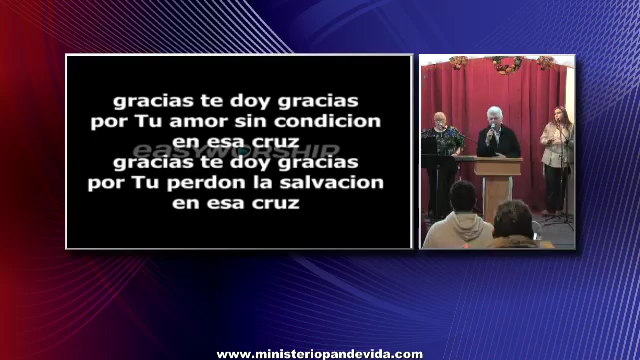 gracias te doy gracias
por Tu amor sin condicion
en esa cruz
easyworship
gracias te doy gracias
por Tu perdon la salvacion
en esa cruz
www.ministeriopandevida.com